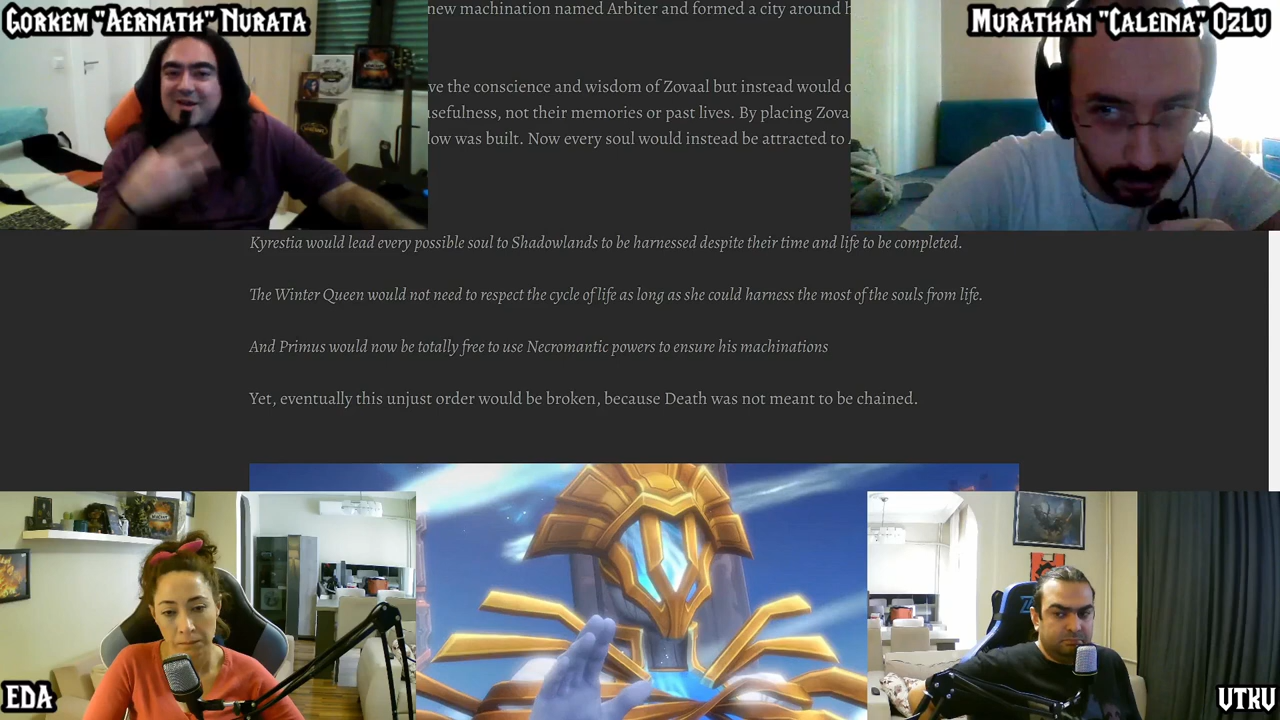 Gorkem "Aernath" Nurata
Murathan "Caleina" Ozlu
new machination named Arbiter and formed a city around
ve the conscience and wisdom of Zovaal but instead would
usefulness, not their memories or past lives. By placing Zova
low was built. Now every soul would instead be attracted to
Kyrestia would lead every possible soul to Shadowlands to be harnessed despite their time and life to be completed.
The Winter Queen would not need to respect the cycle of life as long as she could harness the most of the souls from life.
And Primus would now be totally free to use Necromantic powers to ensure his machinations
Yet, eventually this unjust order would be broken, because Death was not meant to be chained.
Eda
Utku